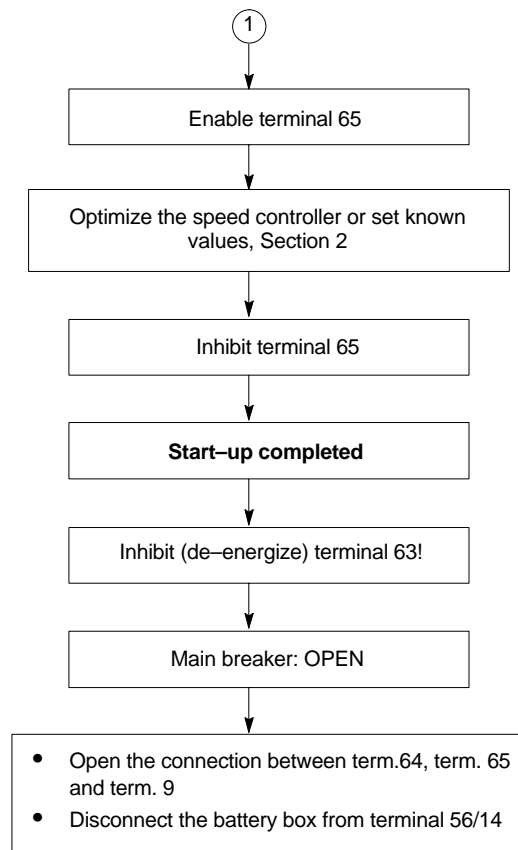 1
Enable terminal 65
Optimize the speed controller or set known
values, Section 2
Inhibit terminal 65
Start–up completed
Inhibit (de–energize) terminal 63!
Main breaker: OPEN
• Open the connection between term.64, term. 65
and term. 9
• Disconnect the battery box from terminal 56/14